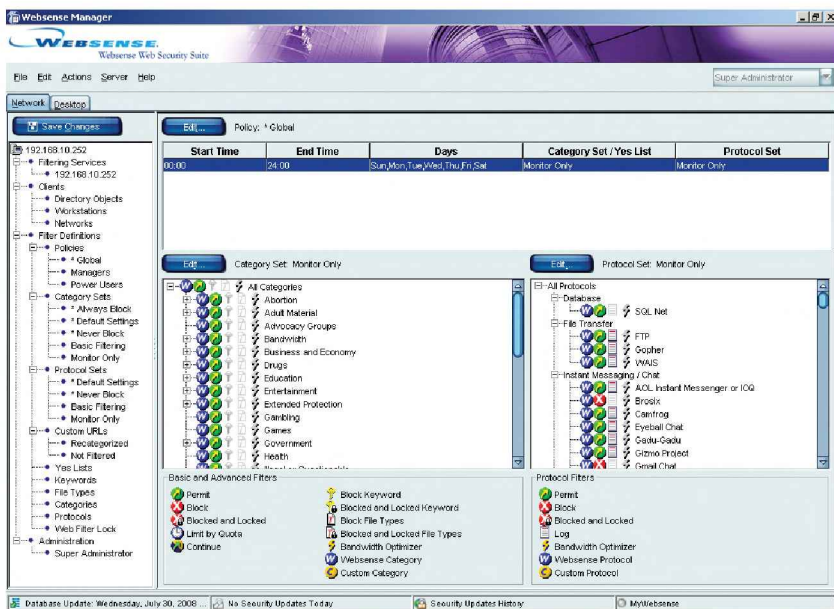 Websense Manager
WEBSENSE.
Websense Web Security Suite
File Edit Actions Server Help
Super Administrator
Network Desktop
Save Changes
192.168.10.252
Filtering Services
192.168.10.252
Clients
Directory Objects
Workstations
Networks
Filter Definitions
Policies
* Global
Managers
Power Users
Category Sets
* Always Block
* Default Settings
* Never Block
Basic Filtering
Monitor Only
Protocol Sets
* Default Settings
* Never Block
Basic Filtering
Monitor Only
Custom URLs
Recategorized
Not Filtered
Yes Lists
Keywords
File Types
Categories
Protocols
Web Filter Lock
Administration
Super Administrator
Edit... Policy: * Global
Start Time End Time Days Category Set / Yes List Protocol Set
00:00 24:00 Sun,Mon,Tue,Wed,Thu,Fri,Sat Monitor Only Monitor Only
Edit... Category Set: Monitor Only
All Categories
Abortion
Adult Material
Advocacy Groups
Bandwidth
Business and Economy
Drugs
Education
Entertainment
Extended Protection
Gambling
Games
Government
Health
Edit... Protocol Set: Monitor Only
All Protocols
Database
SQL Net
File Transfer
FTP
Gopher
WAIS
Instant Messaging / Chat
AOL Instant Messenger or ICQ
Brosix
Camfrog
Eyeball Chat
Gadu-Gadu
Gizmo Project
Gmail Chat
Basic and Advanced Filters
Permit
Block
Blocked and Locked
Limit by Quota
Continue
Block Keyword
Blocked and Locked Keyword
Block File Types
Blocked and Locked File Types
Bandwidth Optimizer
Websense Category
Custom Category
Protocol Filters
Permit
Block
Blocked and Locked
Log
Bandwidth Optimizer
Websense Protocol
Custom Protocol
Database Update: Wednesday, July 30, 2008 ... No Security Updates Today Security Updates History MyWebsense